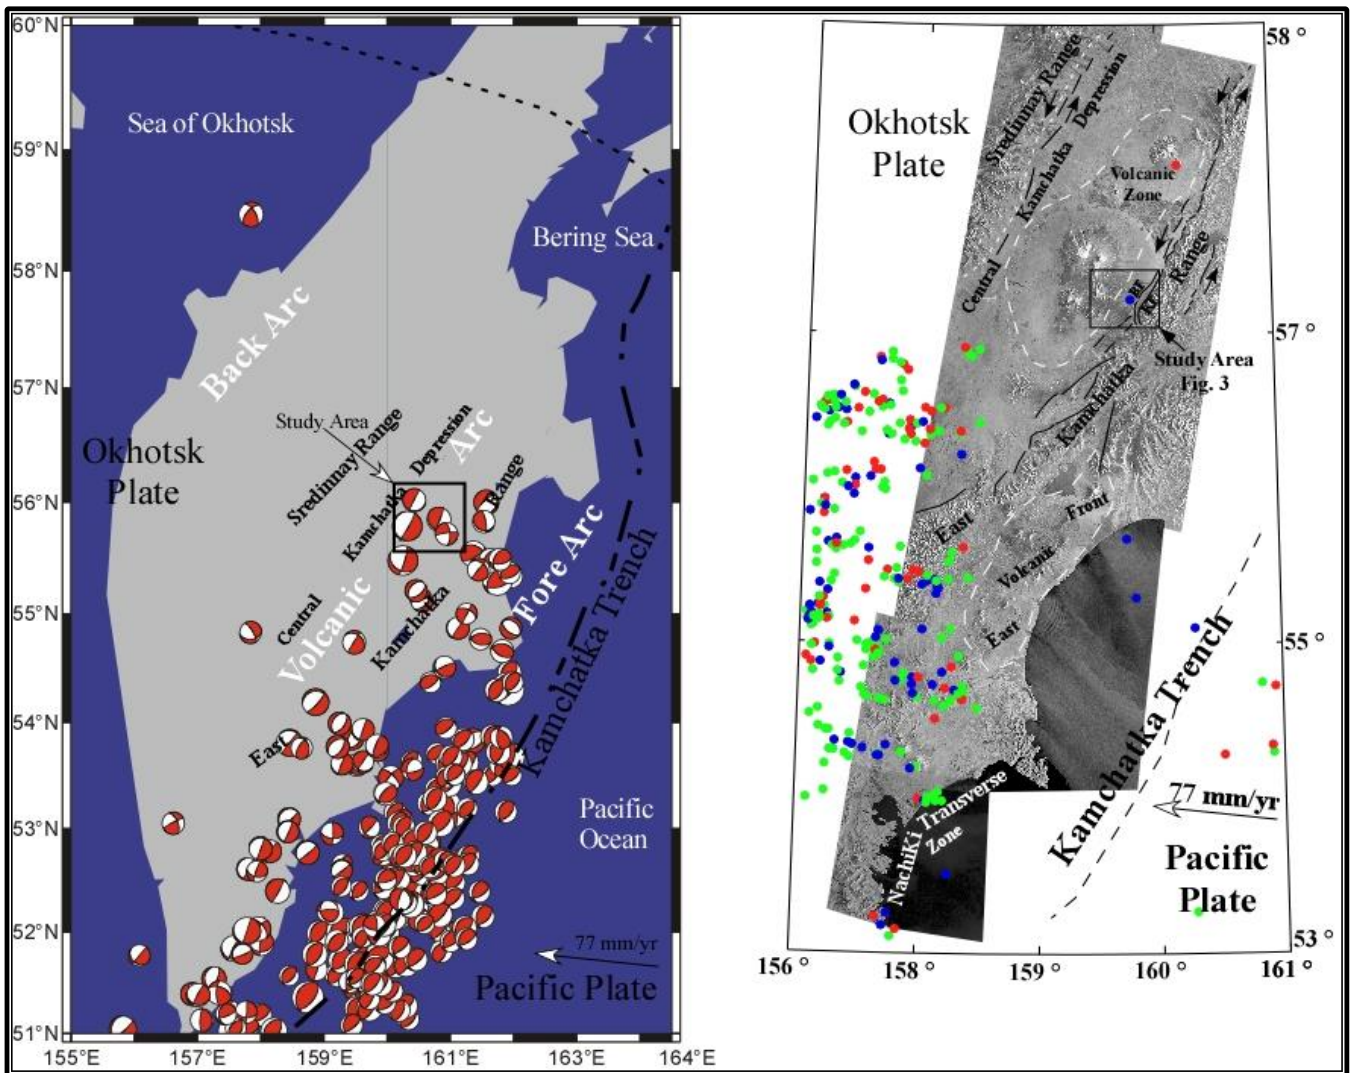 60°N
59°N
58°N
57°N
56°N
55°N
54°N
53°N
52°N
51°N
155°E
157°E
159°E
161°E
163°E
164°E
Sea of Okhotsk
Bering Sea
Back Arc
Study Area
Okhotsk
Plate
Sredinnay Range
Depression
Arc
Kamchatka
Range
Fore Arc
Kamchatka Trench
Central
Volcanic
Kamchatka
East
Pacific
Ocean
77 mm/yr
Pacific Plate
58 °
57 °
55 °
53 °
156 °
158 °
159 °
160 °
161 °
Okhotsk
Plate
Sredinnay Range
Depression
Kamchatka
Central
Volcanic
Zone
Range
BF
KF
Study Area
Fig. 3
Kamchatka
East
Front
Volcanic
East
Kamchatka Trench
77 mm/yr
NachiKi Transverse
Zone
Pacific
Plate